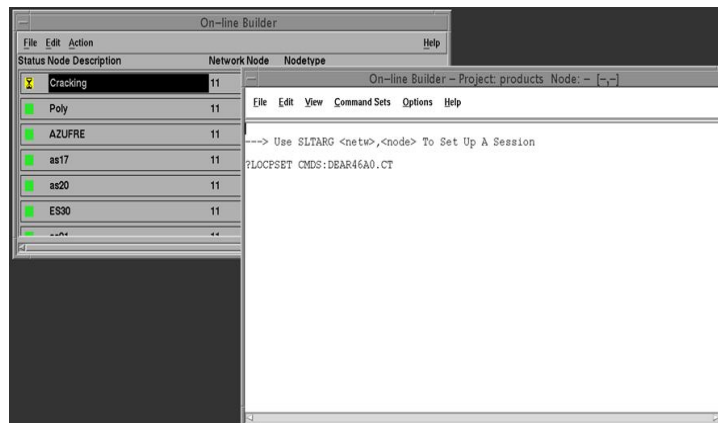 On-line Builder
File Edit Action Help
Status Node Description Network Node Nodetype
Cracking 11
Poly 11
AZUFRE 11
as17 11
as20 11
ES30 11
On-line Builder - Project: products Node: - [-,-]
File Edit View Command Sets Options Help
---> Use SLTARG <netw>,<node> To Set Up A Session
?LOCPSET CMDS:DEAR46A0.CT